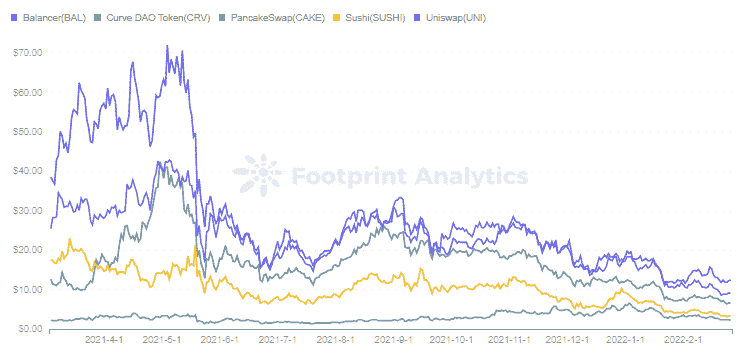 Balancer(BAL) Curve DAO Token(CRV) PancakeSwap(CAKE) Sushi(SUSHI) Uniswap(UNI)
$70.00
$60.00
$50.00
$40.00
Footprint Analytics
$30.00
$20.00
$10.00
$0.00
2021-4-1 2021-5-1 2021-6-1 2021-7-1 2021-8-1 2021-9-1 2021-10-1 2021-11-1 2021-12-1 2022-1-1 2022-2-1